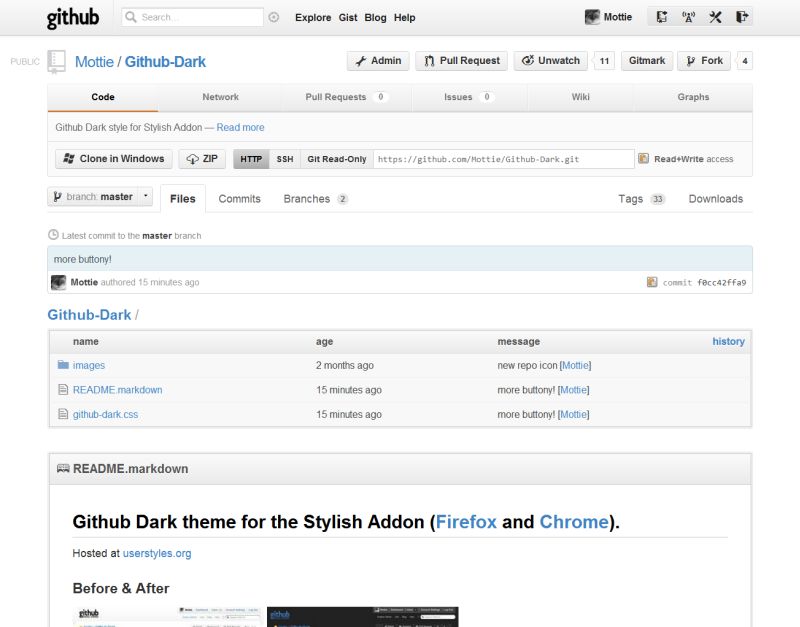 github Search... Explore Gist Blog Help Mottie
PUBLIC Mottie / Github-Dark Admin Pull Request Unwatch 11 Gitmark Fork 4
Code Network Pull Requests 0 Issues 0 Wiki Graphs
Github Dark style for Stylish Addon — Read more
Clone in Windows ZIP HTTP SSH Git Read-Only https://github.com/Mottie/Github-Dark.git Read+Write access
branch: master Files Commits Branches 2 Tags 33 Downloads
Latest commit to the master branch
more buttony!
Mottie authored 15 minutes ago commit f0cc42ffa9
Github-Dark /
name age message history
images 2 months ago new repo icon [Mottie]
README.markdown 15 minutes ago more buttony! [Mottie]
github-dark.css 15 minutes ago more buttony! [Mottie]
README.markdown
Github Dark theme for the Stylish Addon (Firefox and Chrome).
Hosted at userstyles.org
Before & After
github github